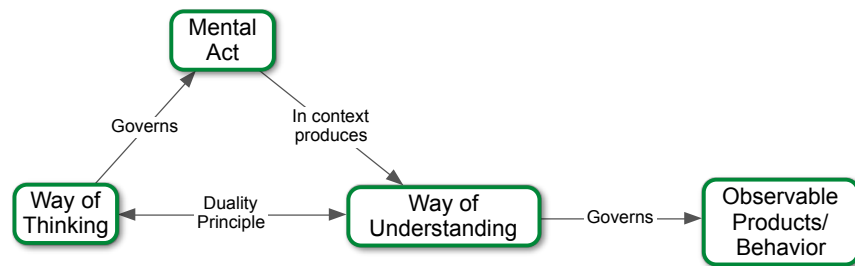 Mental
Act
Governs
In context
produces
Way of
Thinking
Duality
Principle
Way of
Understanding
Governs
Observable
Products/
Behavior